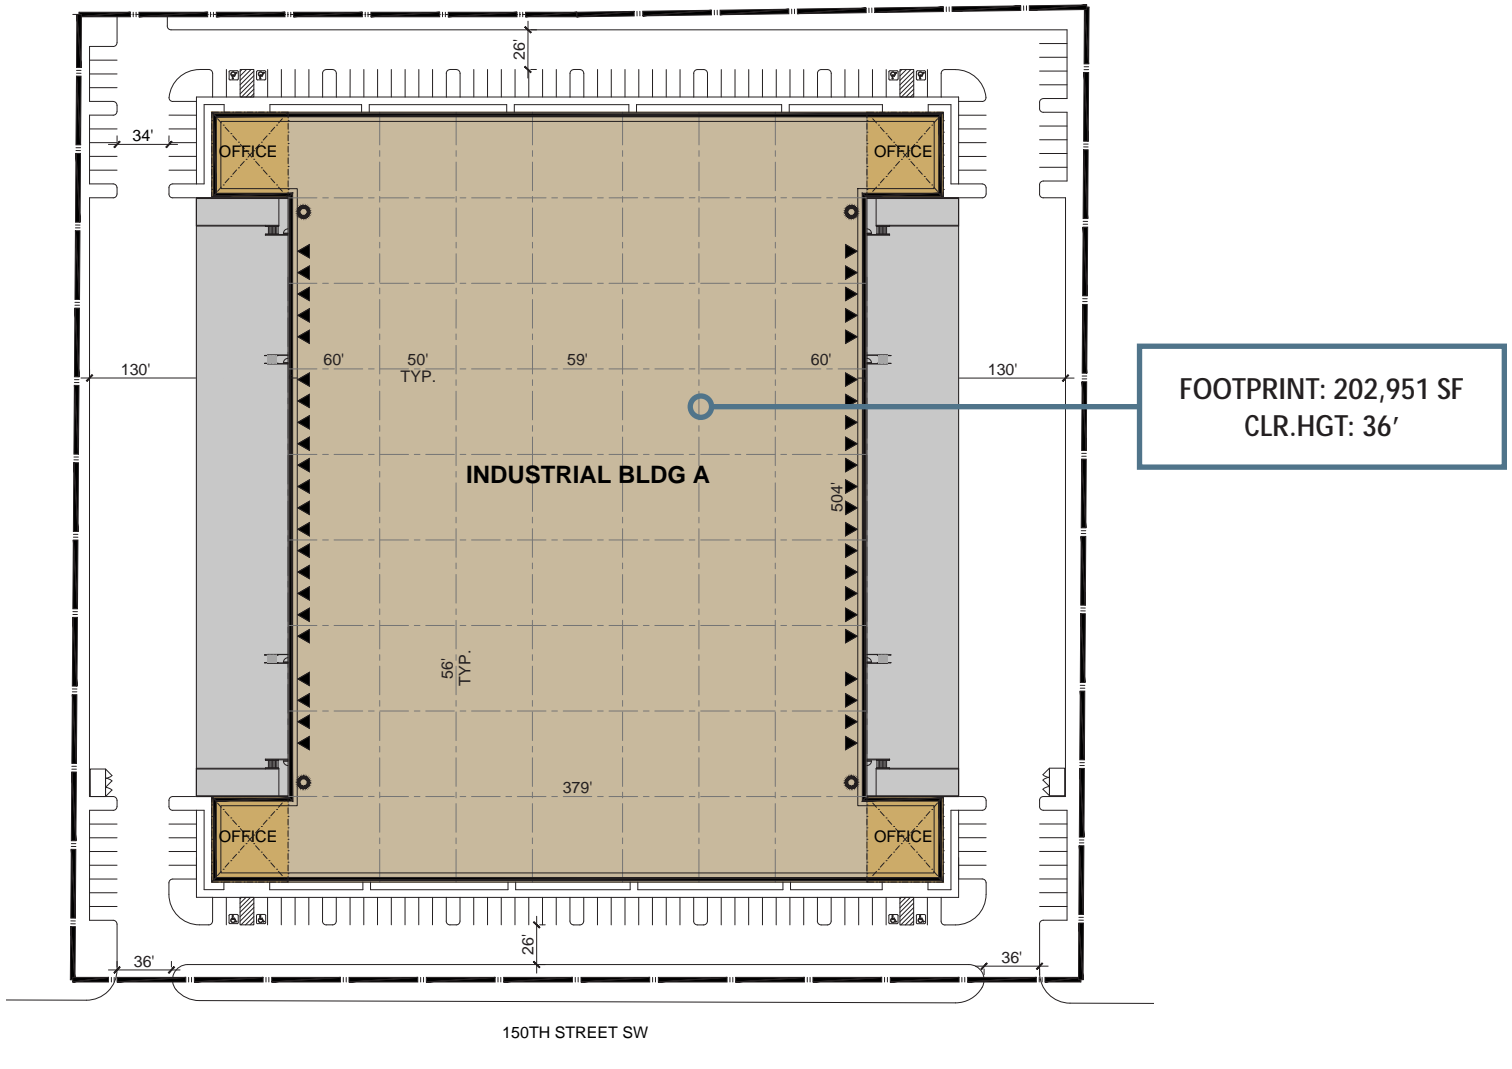 26'
34'
OFFICE
OFFICE
60'
50'
TYP.
59'
60'
130'
130'
FOOTPRINT: 202,951 SF
CLR.HGT: 36'
INDUSTRIAL BLDG A
504'
56'
TYP.
379'
OFFICE
OFFICE
26'
36'
36'
150TH STREET SW